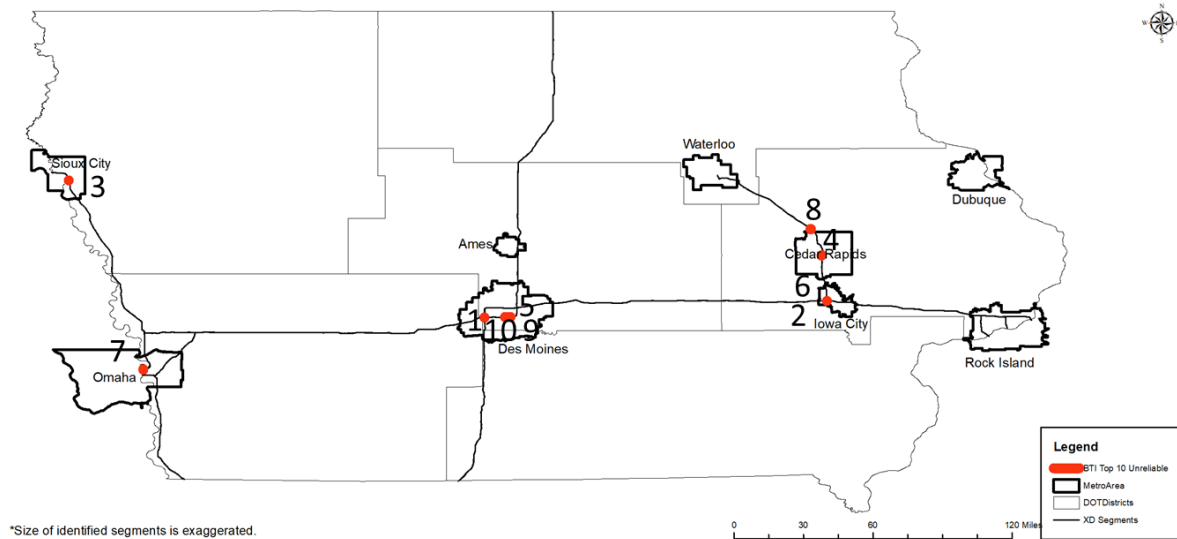 N
W E
S
Sioux City
3
Waterloo
Dubuque
8
4
Cedar Rapids
Ames
6
2
Iowa City
1
10
5
9
Des Moines
Rock Island
7
Omaha
Legend
BTI Top 10 Unreliable
MetroArea
DOTDistricts
XD Segments
*Size of identified segments is exaggerated.
0 30 60 120 Miles